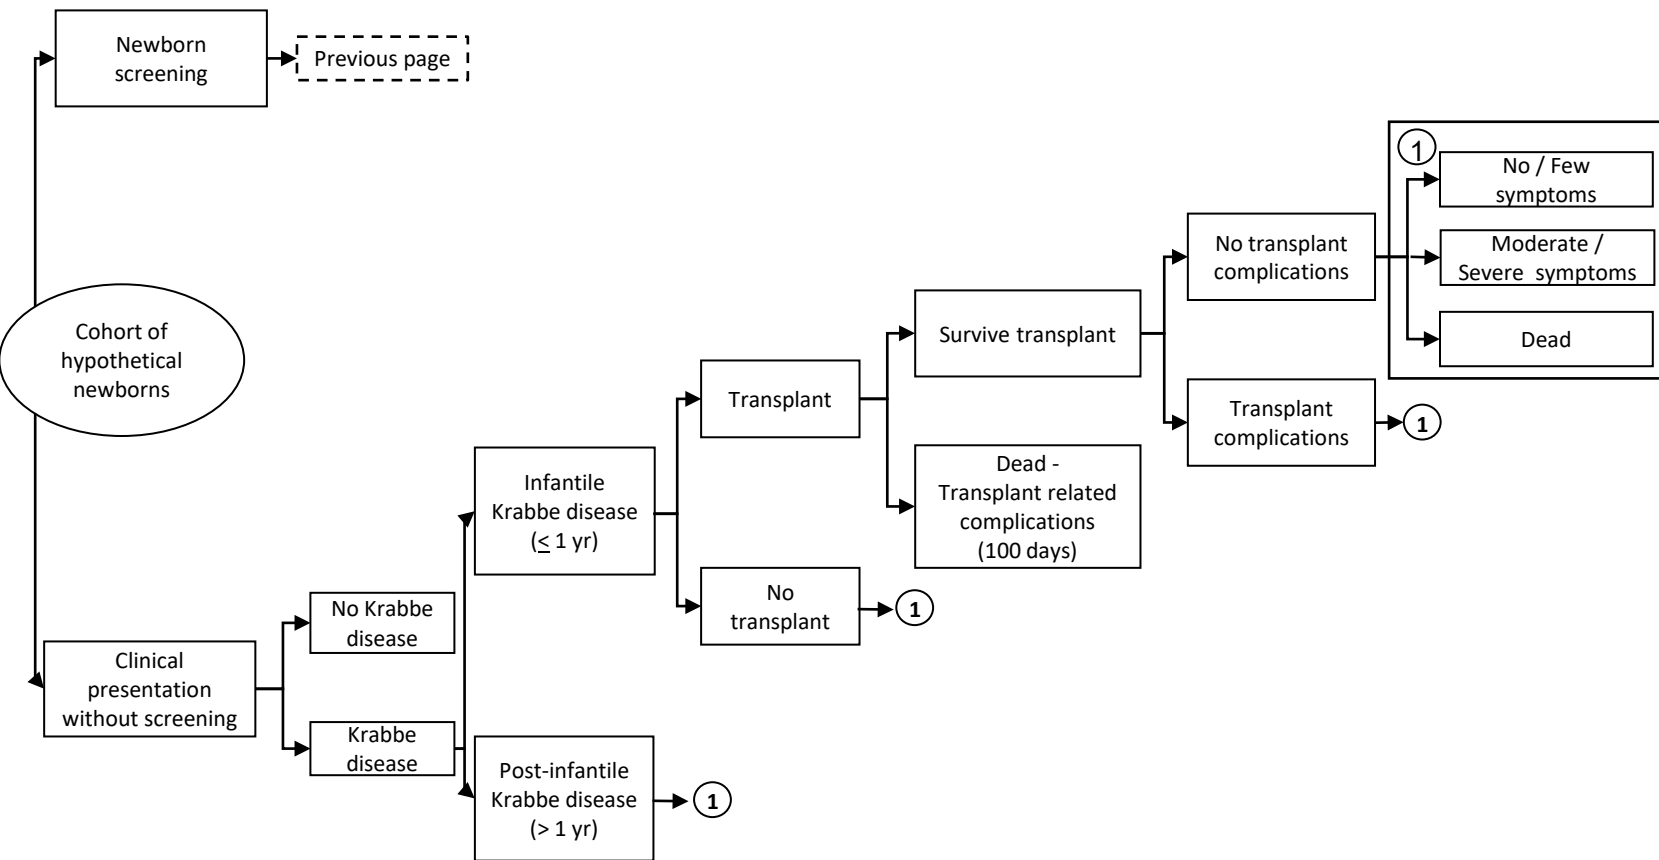 Newborn
screening
Previous page
Cohort of
hypothetical
newborns
Clinical
presentation
without screening
No Krabbe
disease
Krabbe
disease
Infantile
Krabbe disease
(≤ 1 yr)
Post-infantile
Krabbe disease
(> 1 yr)
1
Transplant
No
transplant
1
Survive transplant
Dead -
Transplant related
complications
(100 days)
No transplant
complications
Transplant
complications
1
1
No / Few
symptoms
Moderate /
Severe symptoms
Dead